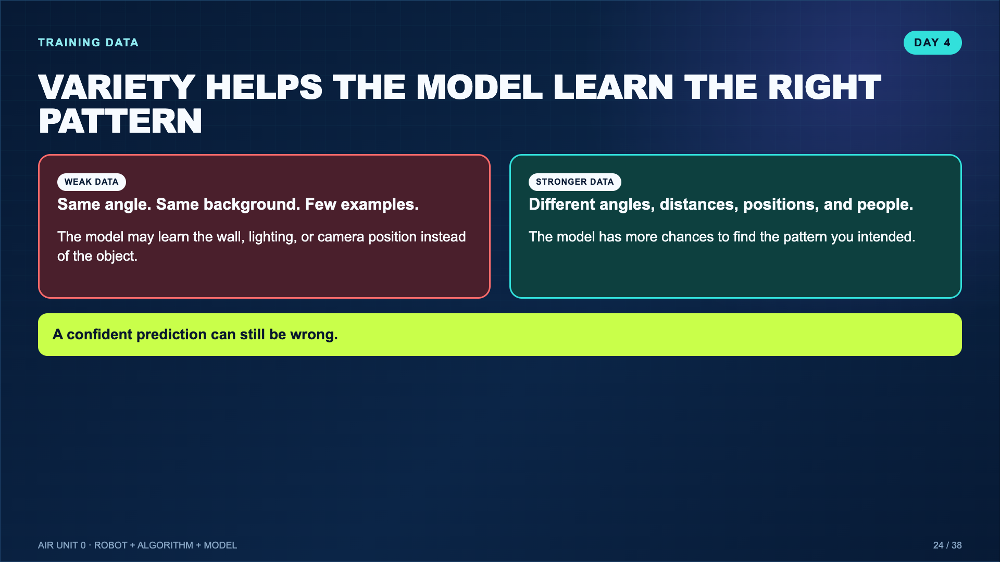 TRAINING DATA
DAY 4
VARIETY HELPS THE MODEL LEARN THE RIGHT
PATTERN
WEAK DATA
Same angle. Same background. Few examples.
The model may learn the wall, lighting, or camera position instead
of the object.
STRONGER DATA
Different angles, distances, positions, and people.
The model has more chances to find the pattern you intended.
A confident prediction can still be wrong.
AIR UNIT 0 · ROBOT + ALGORITHM + MODEL
24 / 38